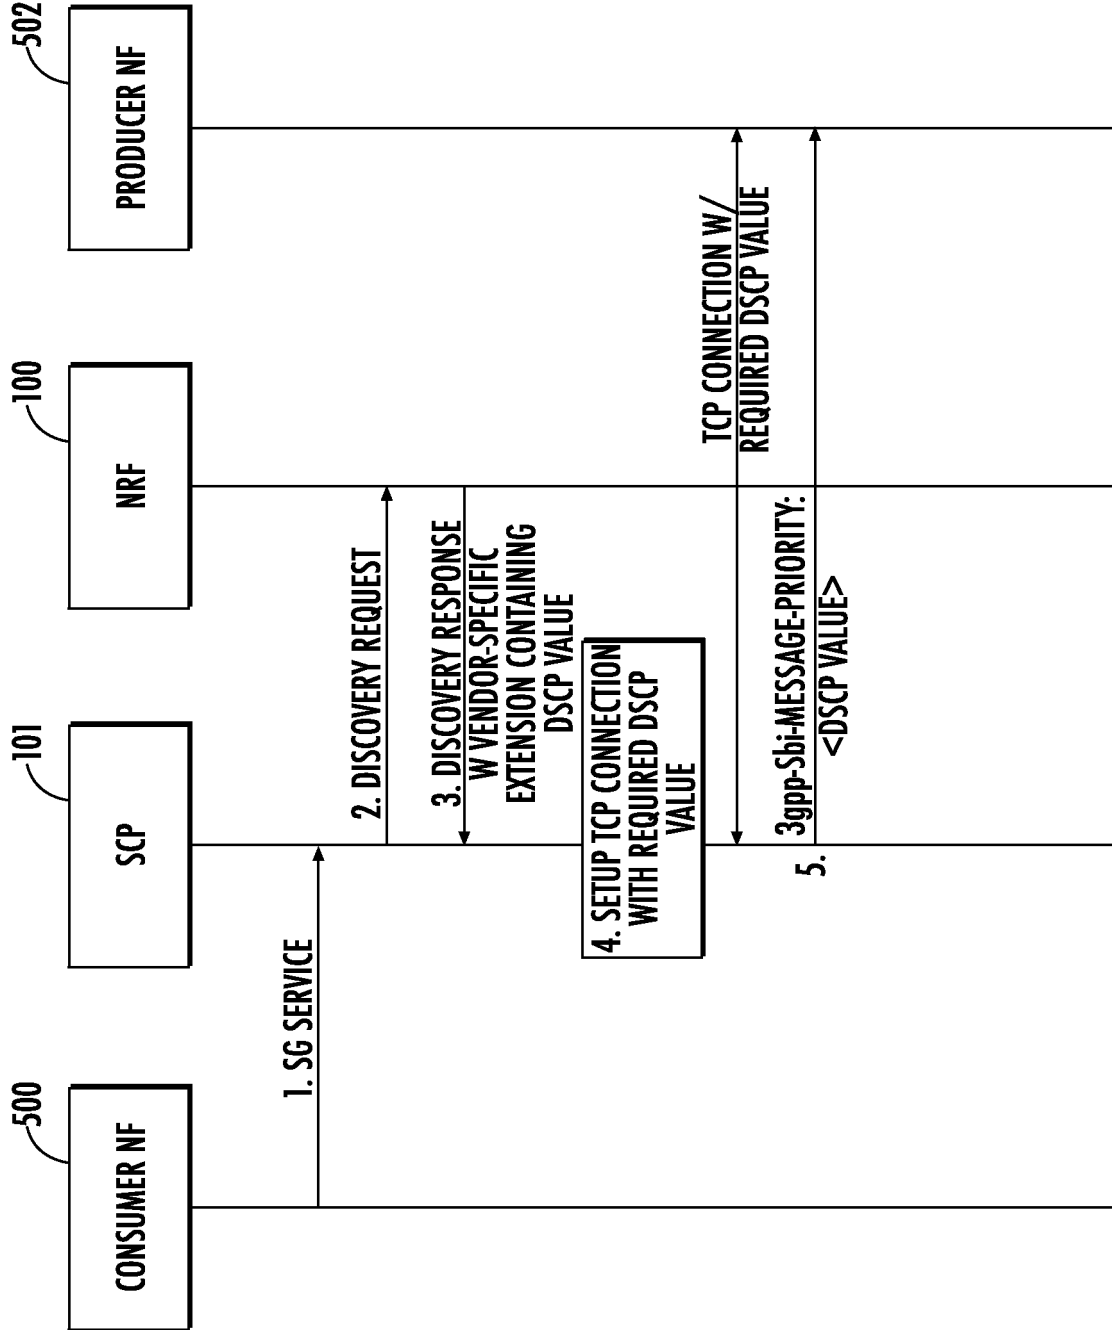 500
CONSUMER NF
101
SCP
100
NRF
502
PRODUCER NF
1. SG SERVICE
2. DISCOVERY REQUEST
3. DISCOVERY RESPONSE
W VENDOR-SPECIFIC
EXTENSION CONTAINING
DSCP VALUE
4. SETUP TCP CONNECTION
WITH REQUIRED DSCP
VALUE
TCP CONNECTION W/
REQUIRED DSCP VALUE
5.
3gpp-Sbi-MESSAGE-PRIORITY:
<DSCP VALUE>